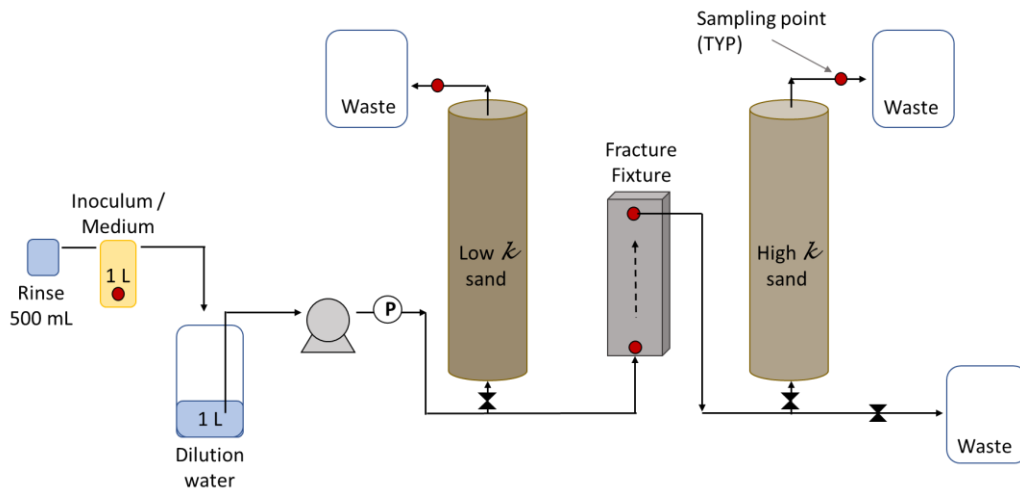 Sampling point
(TYP)
Waste
Waste
Fracture
Fixture
Inoculum /
Medium
1 L
Rinse
500 mL
P
Low k
sand
High k
sand
1 L
Dilution
water
Waste